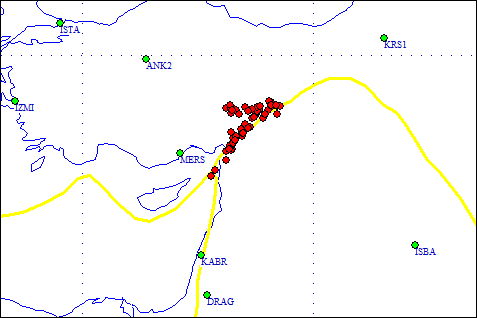 ISTA
KRS1
ANK2
IZMI
MERS
ISBA
KABR
DRAG